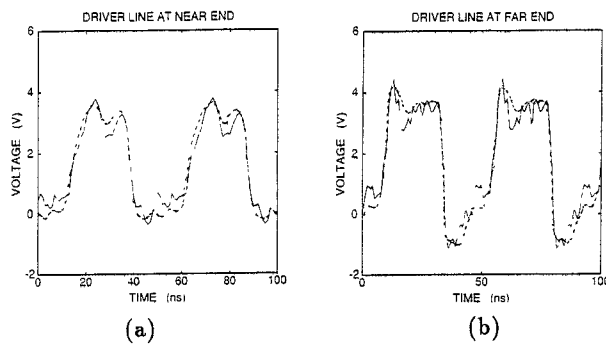 DRIVER LINE AT NEAR END
6
4
2
0
-2
VOLTAGE (V)
0 20 40 60 80 100
TIME (ns)
(a)
DRIVER LINE AT FAR END
6
4
2
0
-2
VOLTAGE (V)
0 50 100
TIME (ns)
(b)